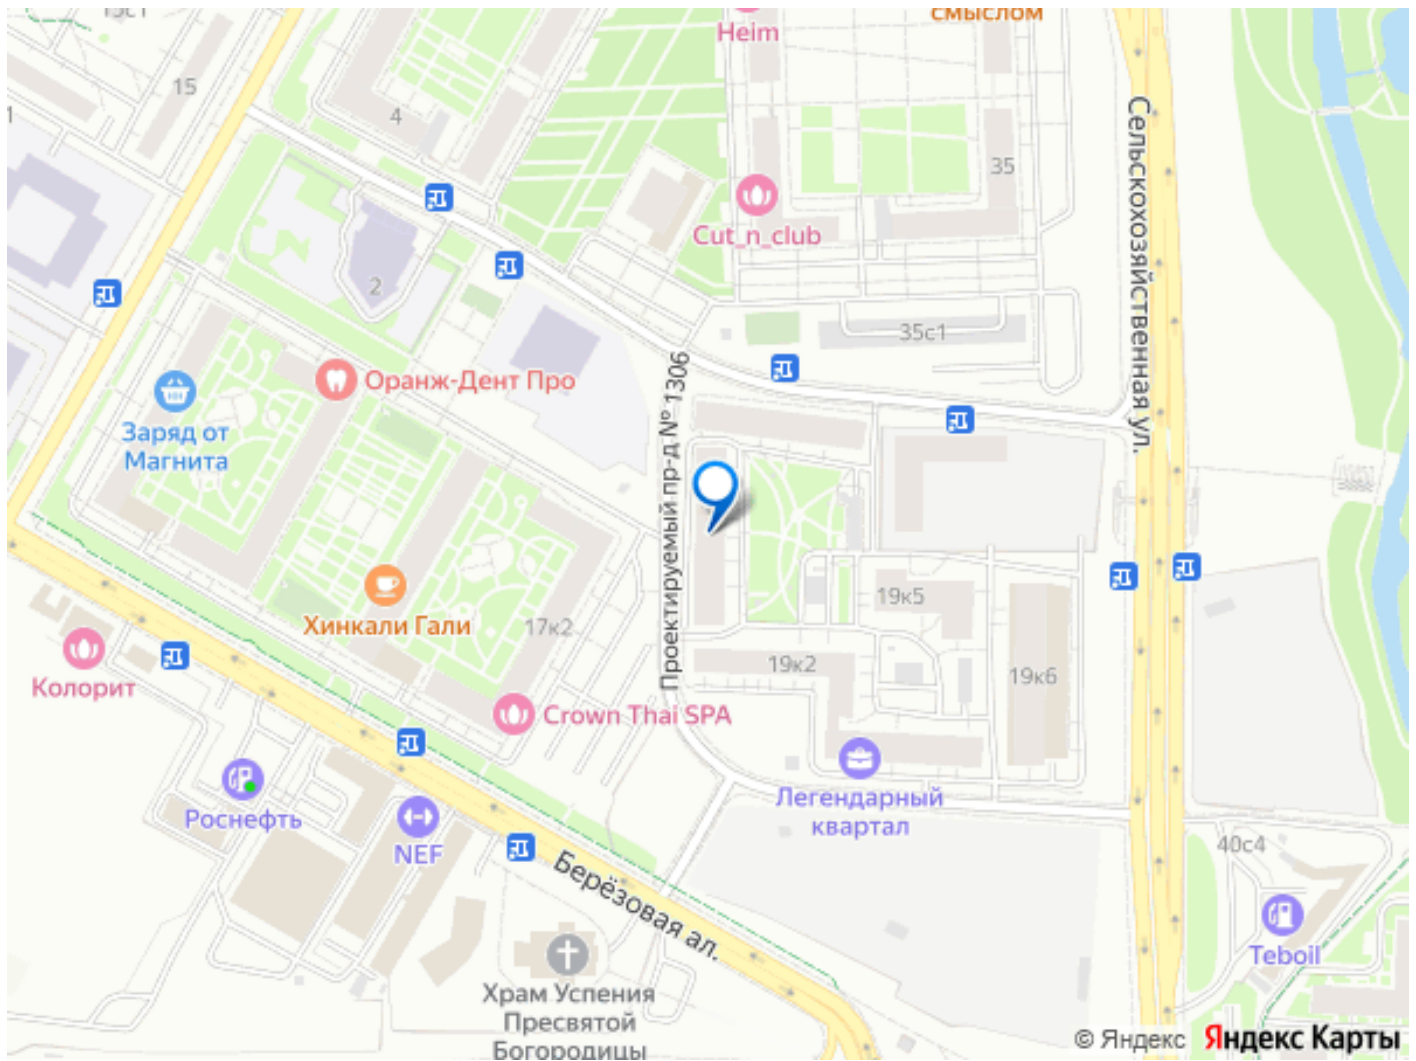 15с1
Heim
смыслом
15
4
1
35
Сельскохозяйственная ул.
Cut_n_club
2
35с1
Оранж-Дент Про
Проектируемый пр-д № 1306
Заряд от
Магнита
Хинкали Гали
17к2
19к5
19к2
19к6
Колорит
Crown Thai SPA
Роснефть
NEF
Легендарный
квартал
40с4
Берёзовая ал.
Teboil
Храм Успения
Пресвятой
Богородицы
© Яндекс Яндекс Карты